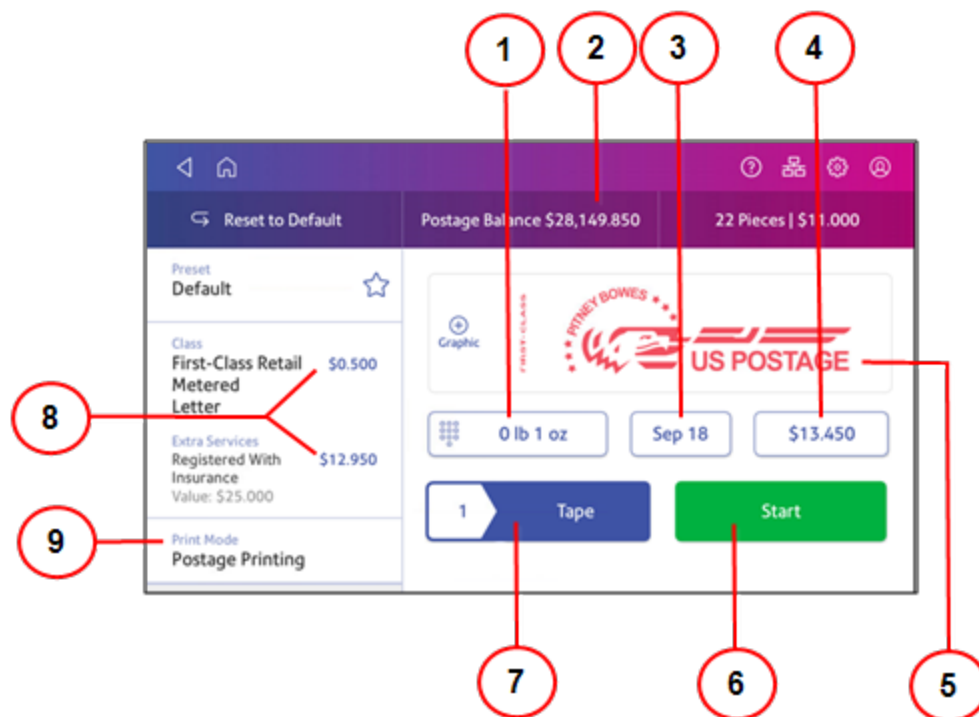 1
2
3
4
Reset to Default
Postage Balance $28,149.850
22 Pieces | $11.000
Preset
Default
Class
First-Class Retail
$0.500
Metered
Letter
Extra Services
Registered With
$12.950
Insurance
Value: $25.000
Print Mode
Postage Printing
Graphic
FIRST-CLASS
PITNEY BOWES
US POSTAGE
0 lb 1 oz
Sep 18
$13.450
1
Tape
Start
8
9
7
6
5